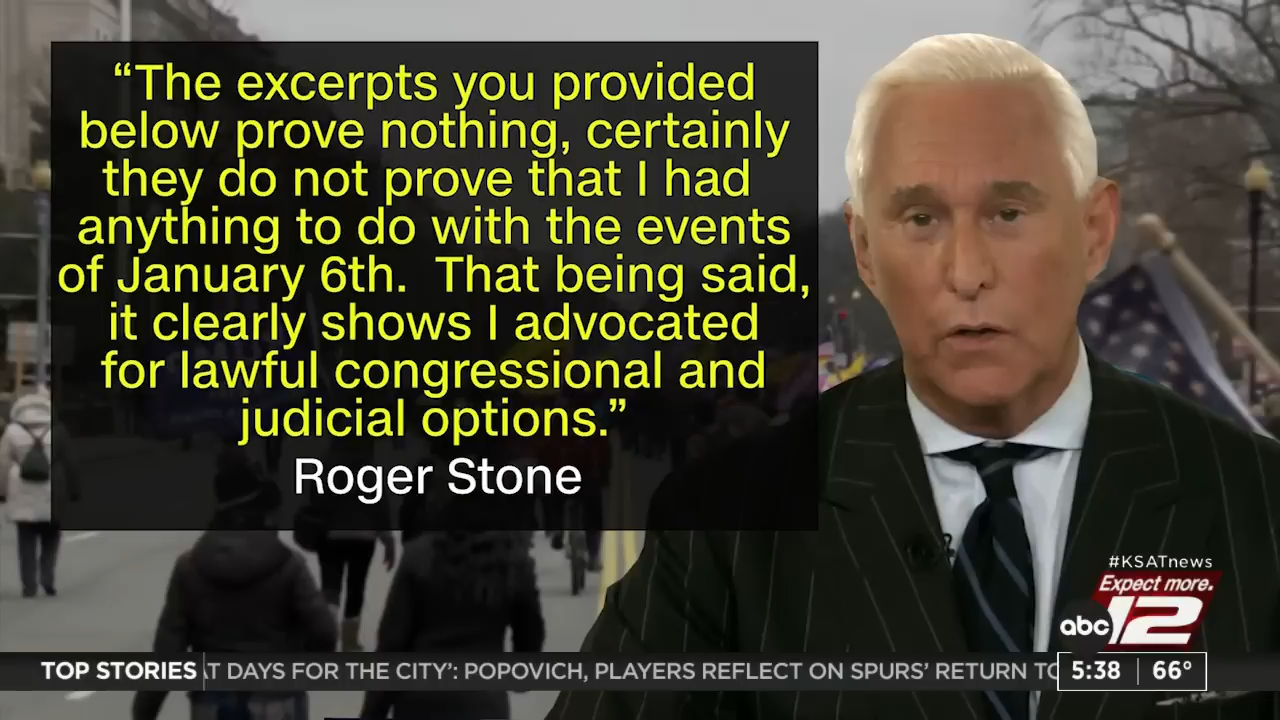 “The excerpts you provided
below prove nothing, certainly
they do not prove that I had
anything to do with the events
of January 6th.  That being said,
it clearly shows I advocated
for lawful congressional and
judicial options.”
Roger Stone
#KSATnews
Expect more.
abc 12
TOP STORIES
T DAYS FOR THE CITY’: POPOVICH, PLAYERS REFLECT ON SPURS’ RETURN TO
5:38 66°